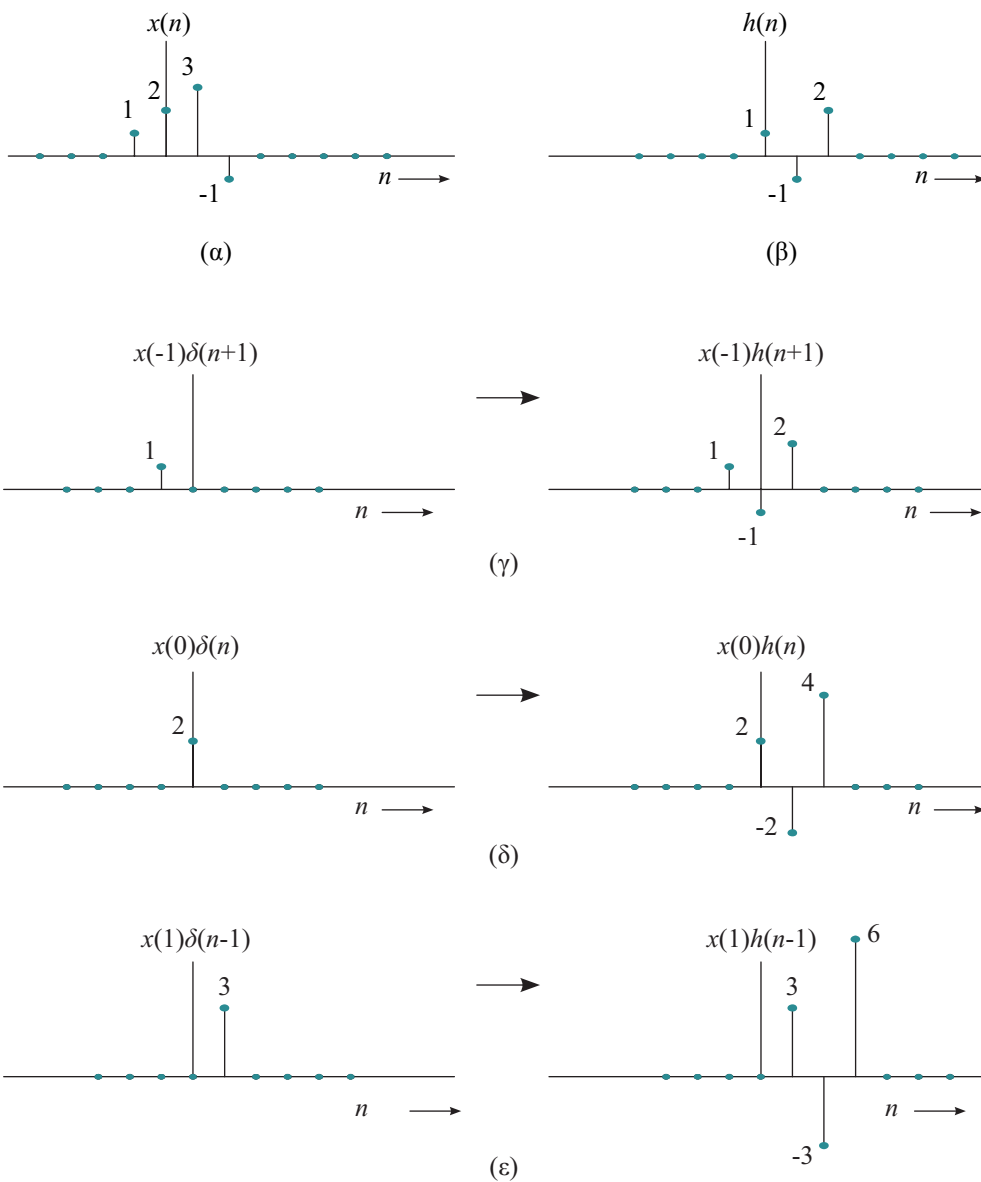 x(n)
h(n)
1
2
3
-1
n
1
2
-1
n
(α)
(β)
x(-1)δ(n+1)
x(-1)h(n+1)
1
n
1
2
-1
n
(γ)
x(0)δ(n)
x(0)h(n)
2
n
2
4
-2
n
(δ)
x(1)δ(n-1)
x(1)h(n-1)
3
n
3
6
-3
n
(ε)